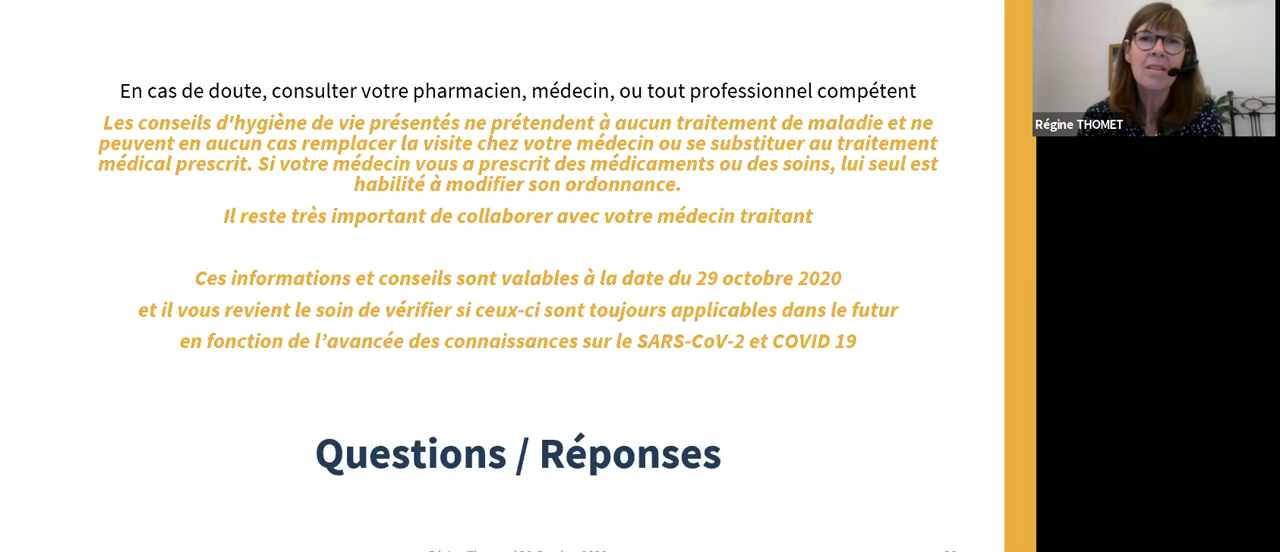 En cas de doute, consulter votre pharmacien, médecin, ou tout professionnel compétent
Les conseils d'hygiène de vie présentés ne prétendent à aucun traitement de maladie et ne
peuvent en aucun cas remplacer la visite chez votre médecin ou se substituer au traitement
médical prescrit. Si votre médecin vous a prescrit des médicaments ou des soins, lui seul est
habilité à modifier son ordonnance.
Il reste très important de collaborer avec votre médecin traitant
Ces informations et conseils sont valables à la date du 29 octobre 2020
et il vous revient le soin de vérifier si ceux-ci sont toujours applicables dans le futur
en fonction de l’avancée des connaissances sur le SARS-CoV-2 et COVID 19
Questions / Réponses
Régine THOMET